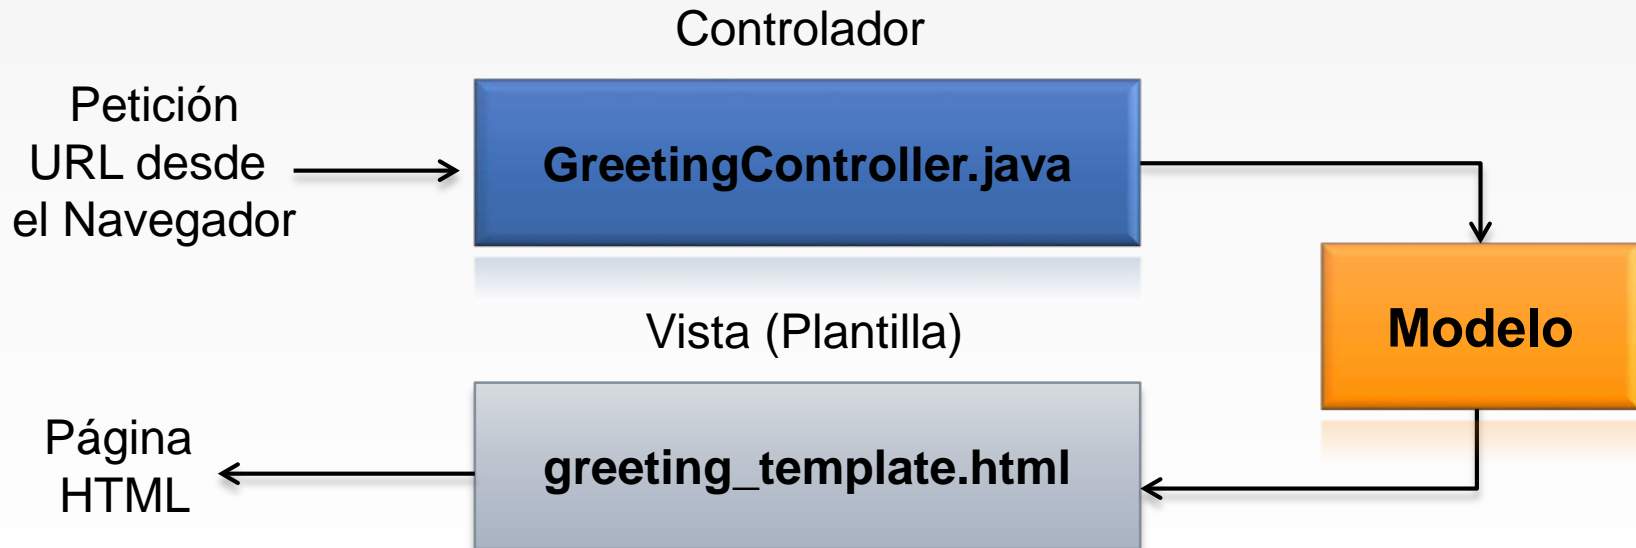 Controlador
Petición
URL desde
el Navegador
GreetingController.java
Modelo
Vista (Plantilla)
greeting_template.html
Página
HTML